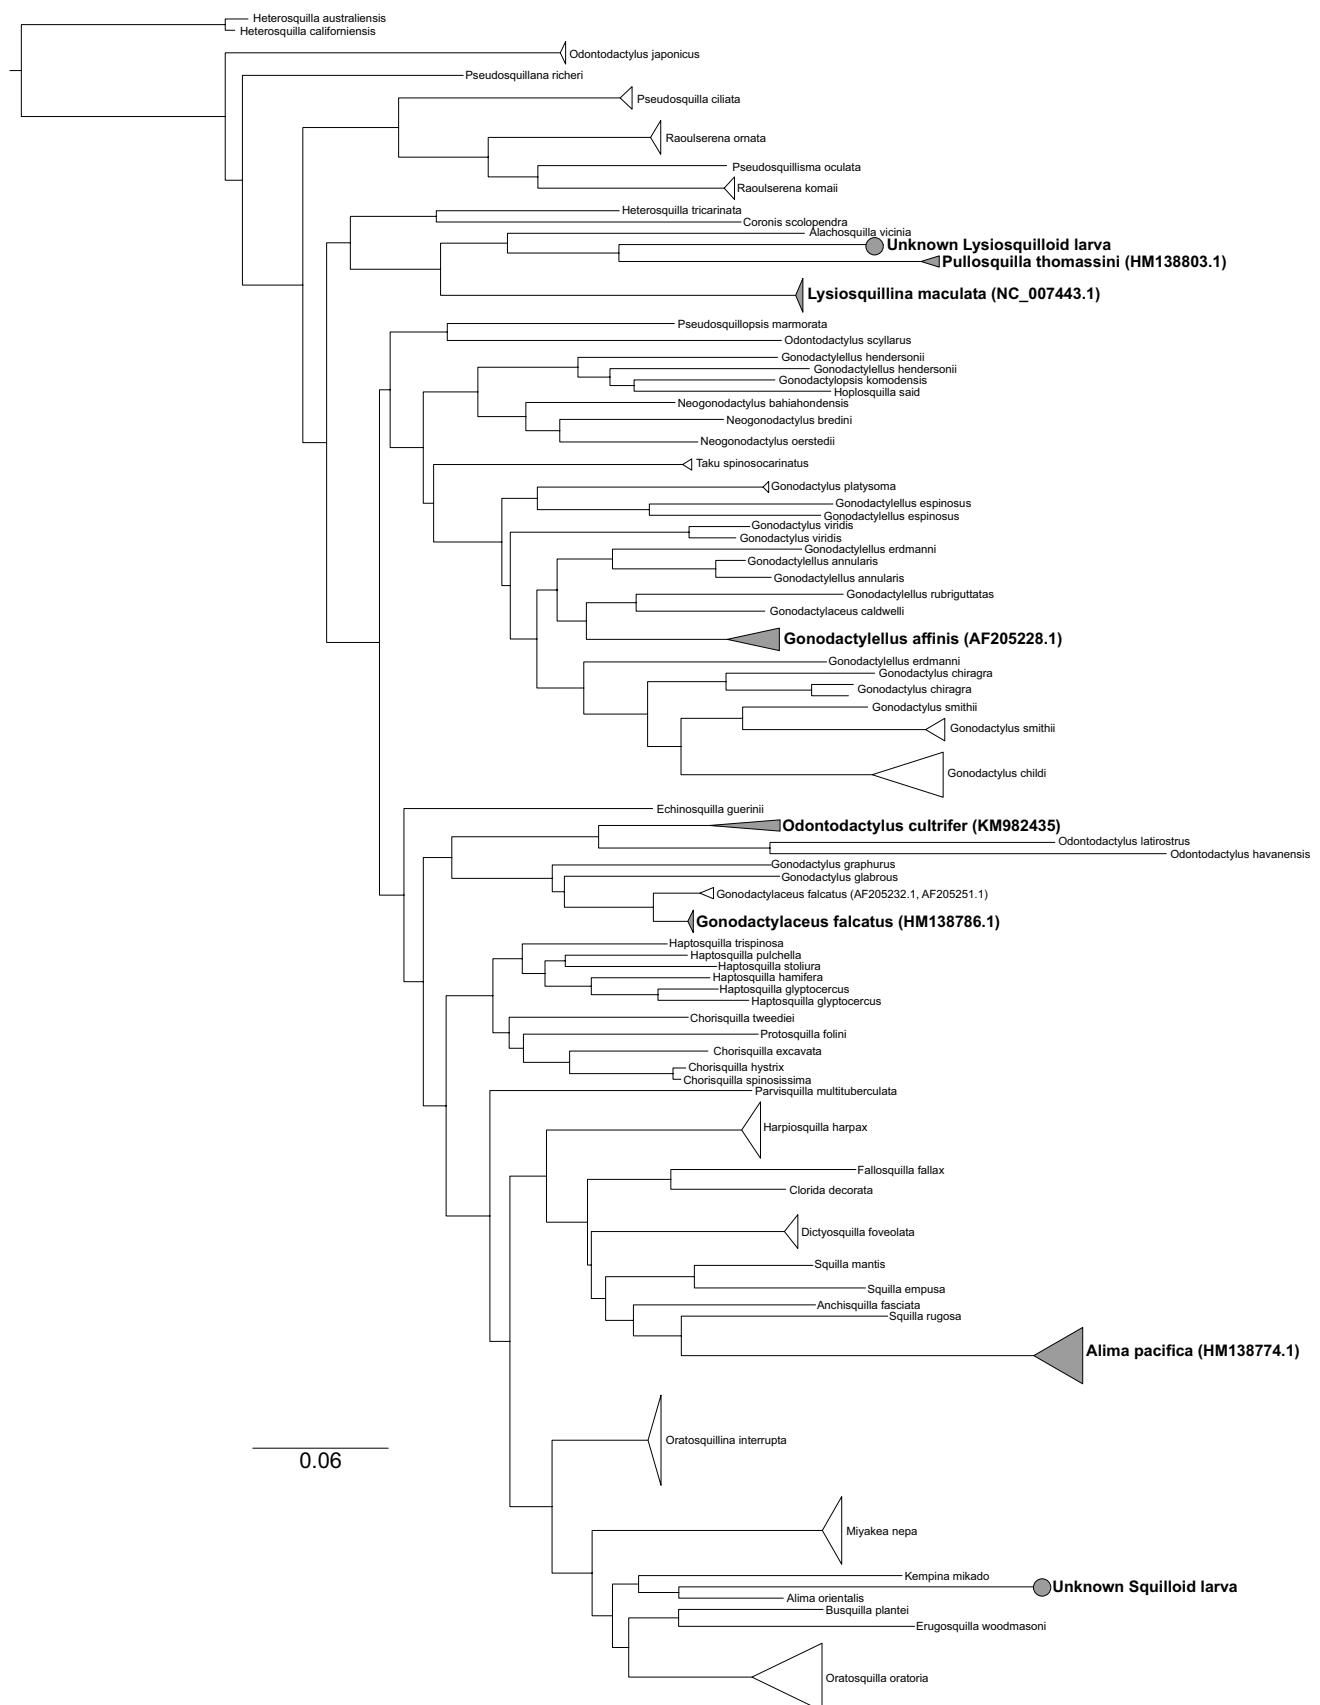 Heterosquilla australiensis
Heterosquilla californiensis
Odontodactylus japonicus
Pseudosquillana richeri
Pseudosquilla ciliata
Raoulserena ornata
Pseudosquillisma oculata
Raoulserena komaii
Heterosquilla tricarinata
Coronis scolopendra
Alachosquilla vicinia
Unknown Lysiosquilloid larva
Pullosquilla thomassini (HM138803.1)
Lysiosquillina maculata (NC_007443.1)
Pseudosquillopsis marmorata
Odontodactylus scyllarus
Gonodactylellus hendersonii
Gonodactylellus hendersonii
Gonodactylopsis komodensis
Hoplosquilla said
Neogonodactylus bahiahondensis
Neogonodactylus bredini
Neogonodactylus oerstedii
Taku spinosocarinatus
Gonodactylus platysoma
Gonodactylellus espinosus
Gonodactylellus espinosus
Gonodactylus viridis
Gonodactylus viridis
Gonodactylellus erdmanni
Gonodactylellus annularis
Gonodactylellus annularis
Gonodactylellus rubriguttatas
Gonodactylaceus caldwelli
Gonodactylellus affinis (AF205228.1)
Gonodactylellus erdmanni
Gonodactylus chiragra
Gonodactylus chiragra
Gonodactylus smithii
Gonodactylus smithii
Gonodactylus childi
Echinosquilla guerinii
Odontodactylus cultrifer (KM982435)
Odontodactylus latirostrus
Odontodactylus havanensis
Gonodactylus graphurus
Gonodactylus glabrous
Gonodactylaceus falcatus (AF205232.1, AF205251.1)
Gonodactylaceus falcatus (HM138786.1)
Haptosquilla trispinosa
Haptosquilla pulchella
Haptosquilla stoliura
Haptosquilla hamifera
Haptosquilla glyptocercus
Haptosquilla glyptocercus
Chorisquilla tweediei
Protosquilla folini
Chorisquilla excavata
Chorisquilla hystrix
Chorisquilla spinosissima
Parvisquilla multituberculata
Harpiosquilla harpax
Fallosquilla fallax
Clorida decorata
Dictyosquilla foveolata
Squilla mantis
Squilla empusa
Anchisquilla fasciata
Squilla rugosa
Alima pacifica (HM138774.1)
Oratosquillina interrupta
0.06
Miyakea nepa
Kempina mikado
Unknown Squilloid larva
Alima orientalis
Busquilla plantei
Erugosquilla woodmasoni
Oratosquilla oratoria